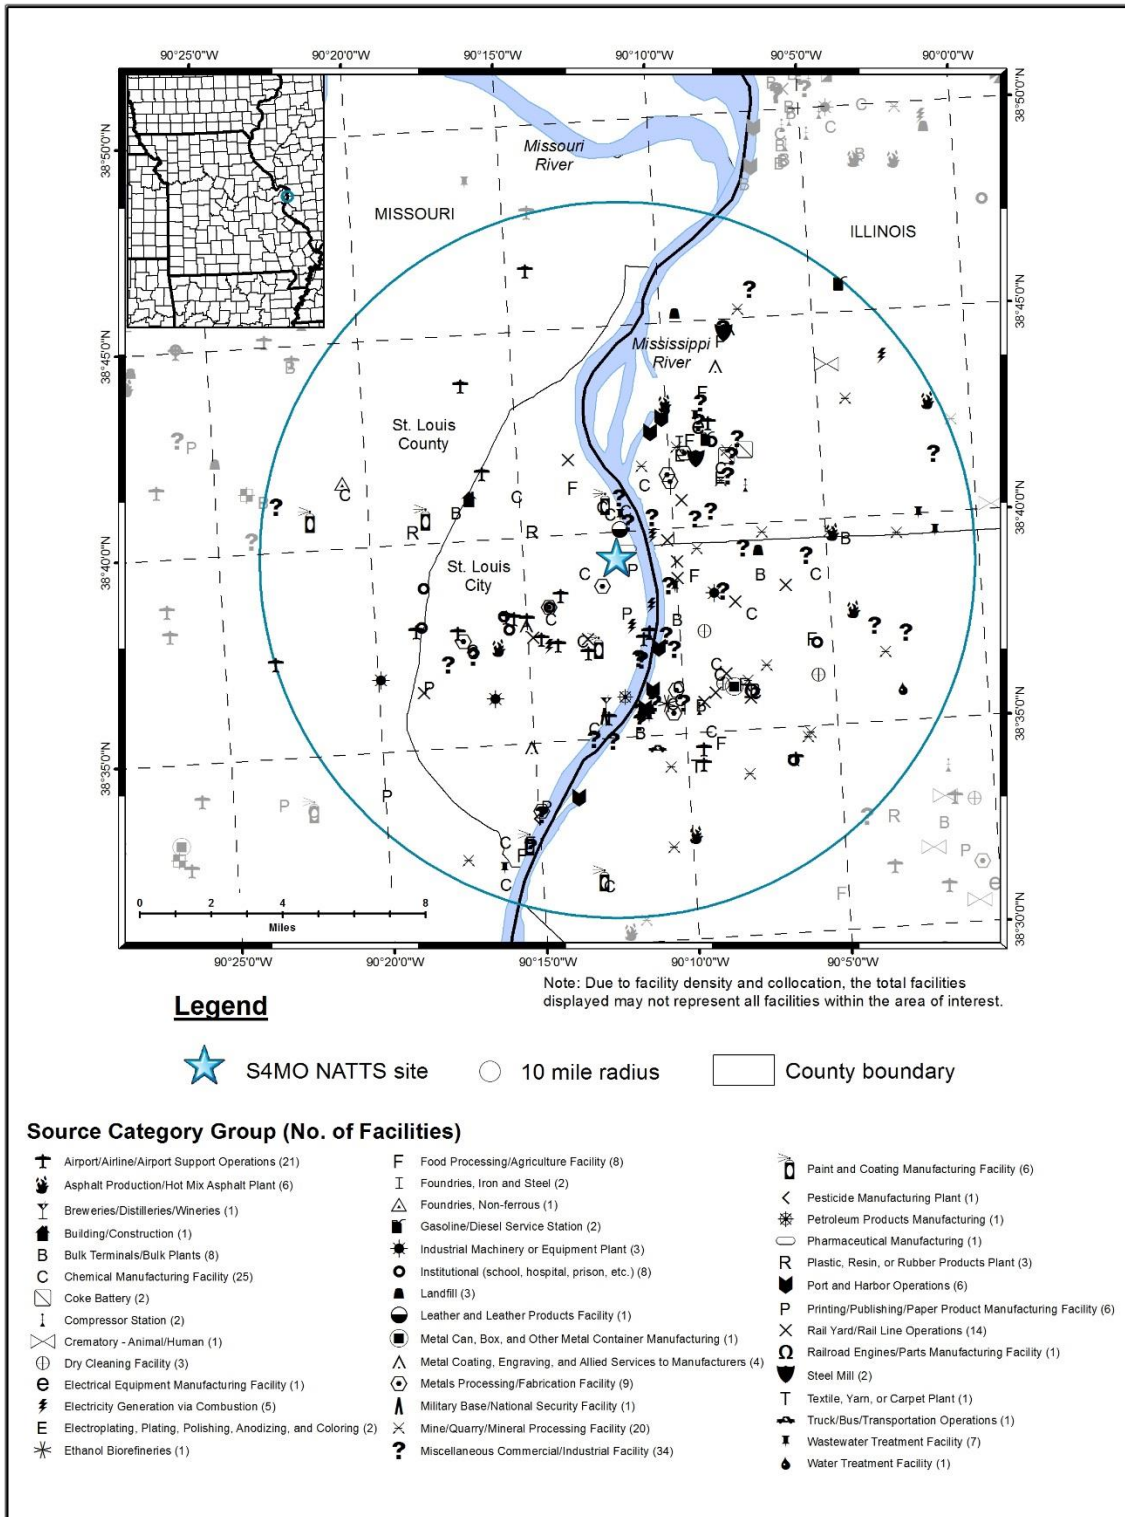 90°25'0"W 90°20'0"W 90°15'0"W 90°10'0"W 90°5'0"W 90°0'0"W
38°50'0"N
38°50'0"N
Missouri
River
MISSOURI
ILLINOIS
38°45'0"N
38°45'0"N
Mississippi
River
St. Louis
County
38°40'0"N
38°40'0"N
St. Louis
City
38°35'0"N
38°35'0"N
38°30'0"N
0 2 4 8
Miles
90°25'0"W 90°20'0"W 90°15'0"W 90°10'0"W 90°5'0"W
Note: Due to facility density and collocation, the total facilities
displayed may not represent all facilities within the area of interest.
Legend
S4MO NATTS site
10 mile radius
County boundary
Source Category Group (No. of Facilities)
Airport/Airline/Airport Support Operations (21)
Asphalt Production/Hot Mix Asphalt Plant (6)
Breweries/Distilleries/Wineries (1)
Building/Construction (1)
B Bulk Terminals/Bulk Plants (8)
C Chemical Manufacturing Facility (25)
Coke Battery (2)
Compressor Station (2)
Crematory - Animal/Human (1)
Dry Cleaning Facility (3)
e Electrical Equipment Manufacturing Facility (1)
Electricity Generation via Combustion (5)
E Electroplating, Plating, Polishing, Anodizing, and Coloring (2)
Ethanol Biorefineries (1)
F Food Processing/Agriculture Facility (8)
I Foundries, Iron and Steel (2)
Foundries, Non-ferrous (1)
Gasoline/Diesel Service Station (2)
Industrial Machinery or Equipment Plant (3)
Institutional (school, hospital, prison, etc.) (8)
Landfill (3)
Leather and Leather Products Facility (1)
Metal Can, Box, and Other Metal Container Manufacturing (1)
Metal Coating, Engraving, and Allied Services to Manufacturers (4)
Metals Processing/Fabrication Facility (9)
Military Base/National Security Facility (1)
Mine/Quarry/Mineral Processing Facility (20)
? Miscellaneous Commercial/Industrial Facility (34)
Paint and Coating Manufacturing Facility (6)
Pesticide Manufacturing Plant (1)
Petroleum Products Manufacturing (1)
Pharmaceutical Manufacturing (1)
R Plastic, Resin, or Rubber Products Plant (3)
Port and Harbor Operations (6)
P Printing/Publishing/Paper Product Manufacturing Facility (6)
Rail Yard/Rail Line Operations (14)
Ω Railroad Engines/Parts Manufacturing Facility (1)
Steel Mill (2)
T Textile, Yarn, or Carpet Plant (1)
Truck/Bus/Transportation Operations (1)
Wastewater Treatment Facility (7)
Water Treatment Facility (1)